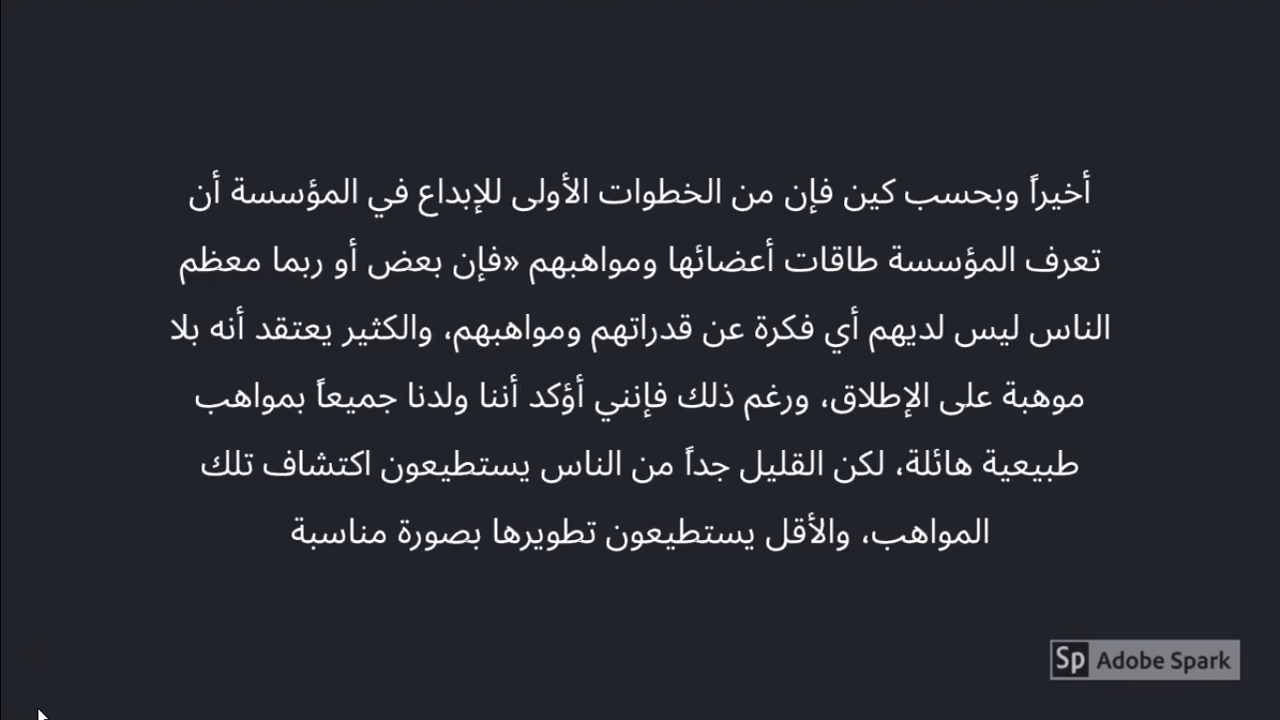 أخيراً وبحسب كين فإن من الخطوات الأولى للإبداع في المؤسسة أن
تعرف المؤسسة طاقات أعضائها ومواهبهم «فإن بعض أو ربما معظم
الناس ليس لديهم أي فكرة عن قدراتهم ومواهبهم، والكثير يعتقد أنه بلا
موهبة على الإطلاق، ورغم ذلك فإنني أؤكد أننا ولدنا جميعاً بمواهب
طبيعية هائلة، لكن القليل جداً من الناس يستطيعون اكتشاف تلك
المواهب، والأقل يستطيعون تطويرها بصورة مناسبة
Sp Adobe Spark